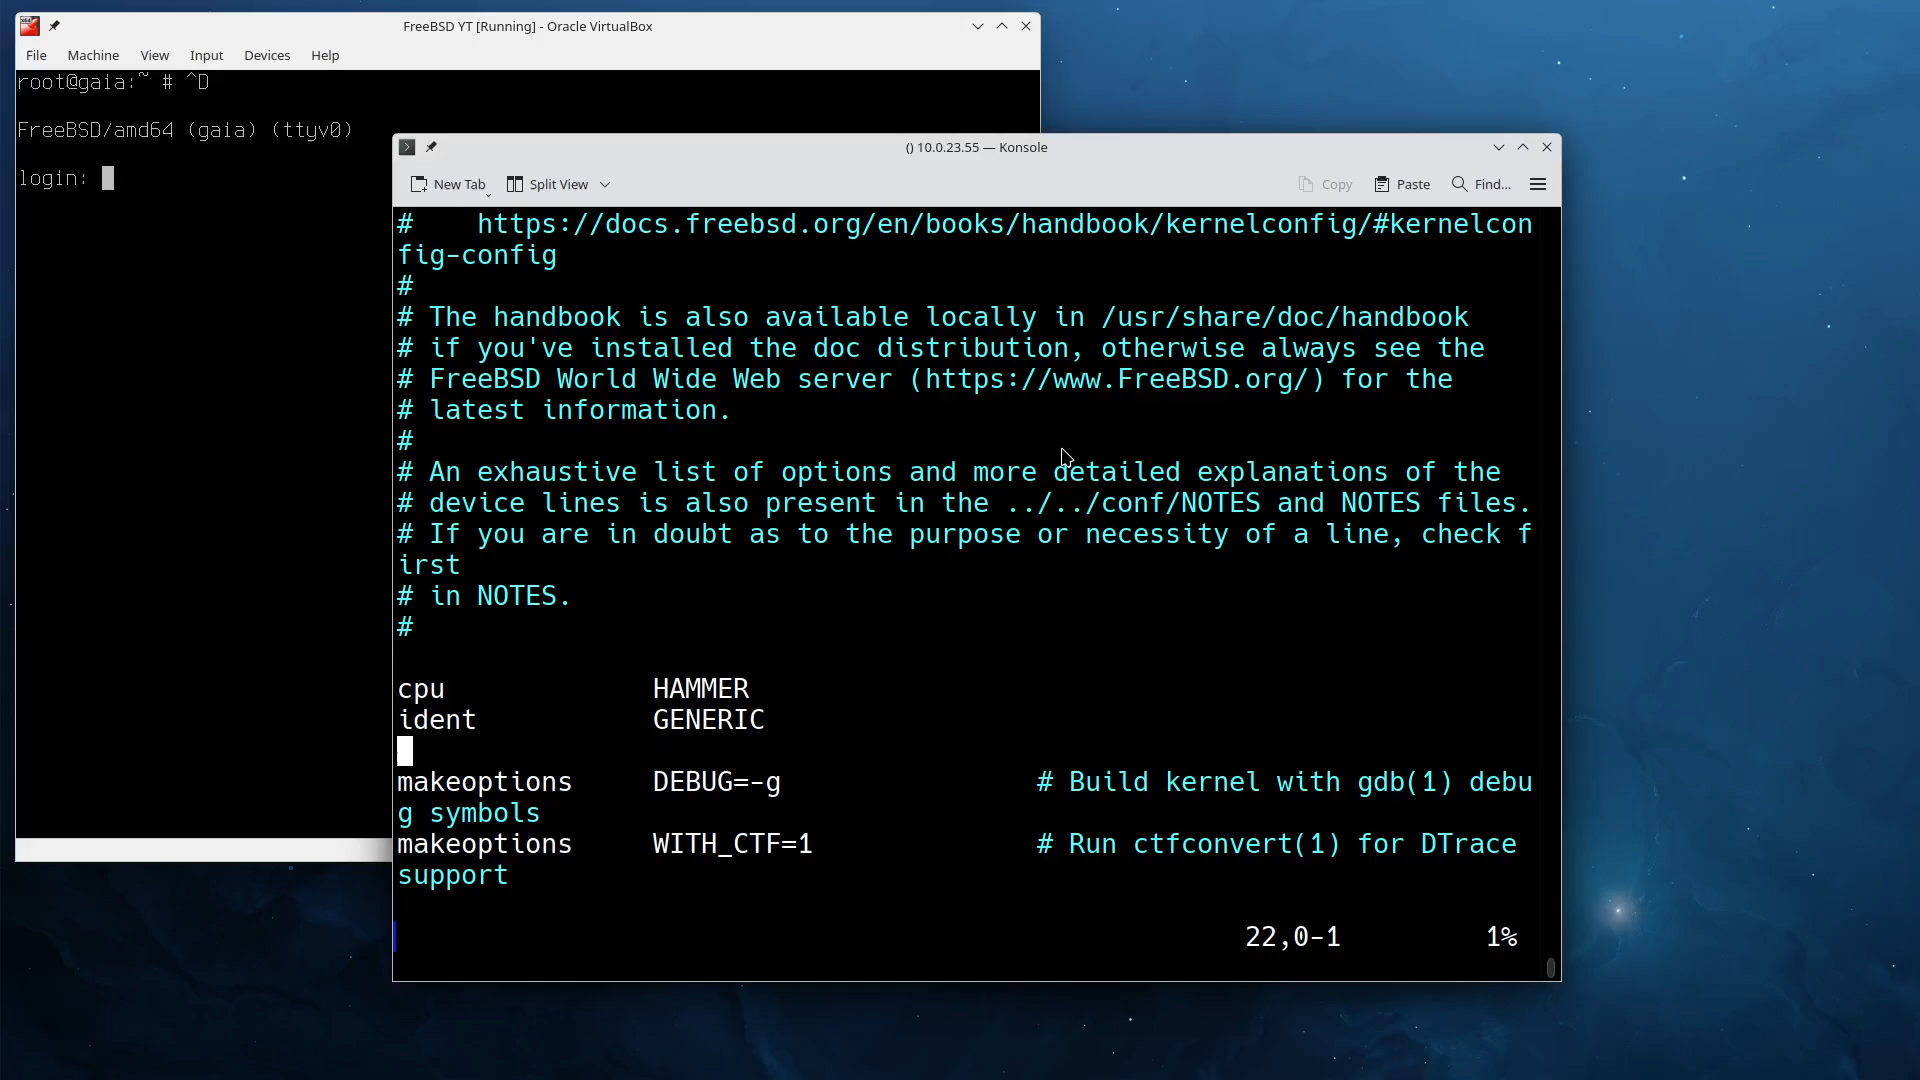 FreeBSD YT [Running] - Oracle VirtualBox
File Machine View Input Devices Help
root@gaia:~ # ^D
FreeBSD/amd64 (gaia) (ttyv0)
login:
() 10.0.23.55 — Konsole
New Tab Split View Copy Paste Find...
#    https://docs.freebsd.org/en/books/handbook/kernelconfig/#kernelcon
fig-config
#
# The handbook is also available locally in /usr/share/doc/handbook
# if you've installed the doc distribution, otherwise always see the
# FreeBSD World Wide Web server (https://www.FreeBSD.org/) for the
# latest information.
#
# An exhaustive list of options and more detailed explanations of the
# device lines is also present in the ../../conf/NOTES and NOTES files.
# If you are in doubt as to the purpose or necessity of a line, check f
irst
# in NOTES.
#
cpu             HAMMER
ident           GENERIC
makeoptions     DEBUG=-g                # Build kernel with gdb(1) debu
g symbols
makeoptions     WITH_CTF=1              # Run ctfconvert(1) for DTrace
support
22,0-1         1%